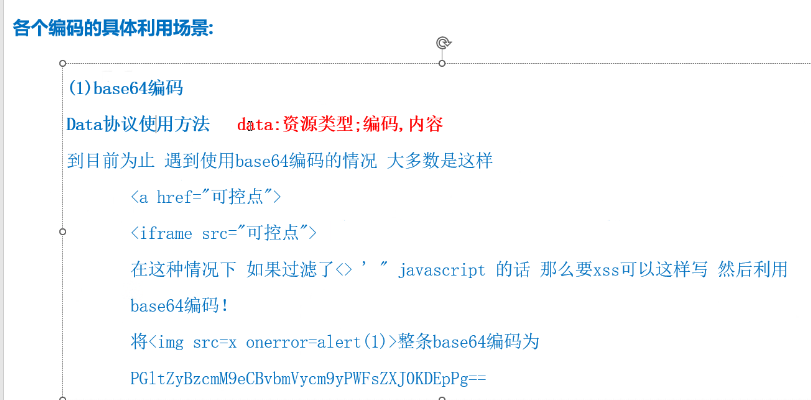 各个编码的具体利用场景:
(1)base64编码
Data协议使用方法 data:资源类型;编码,内容
到目前为止 遇到使用base64编码的情况 大多数是这样
<a href="可控点">
<iframe src="可控点">
在这种情况下 如果过滤了<> ' " javascript 的话 那么要xss可以这样写 然后利用
base64编码!
将<img src=x onerror=alert(1)>整条base64编码为
PGltZyBzcmM9eCBvbmVycm9yPWFsZXJ0KDEpPg==